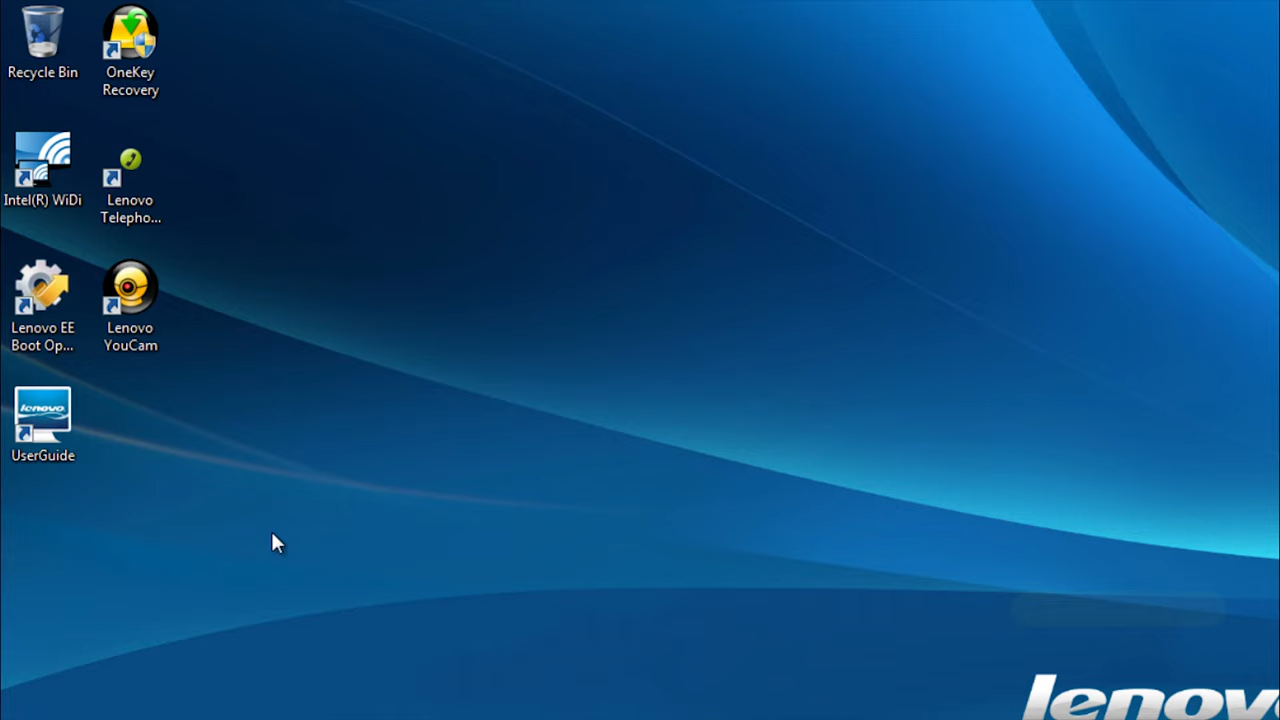 Recycle Bin
OneKey
Recovery
Intel(R) WiDi
Lenovo
Telepho...
Lenovo EE
Boot Op...
Lenovo
YouCam
lenovo
UserGuide
lenovo